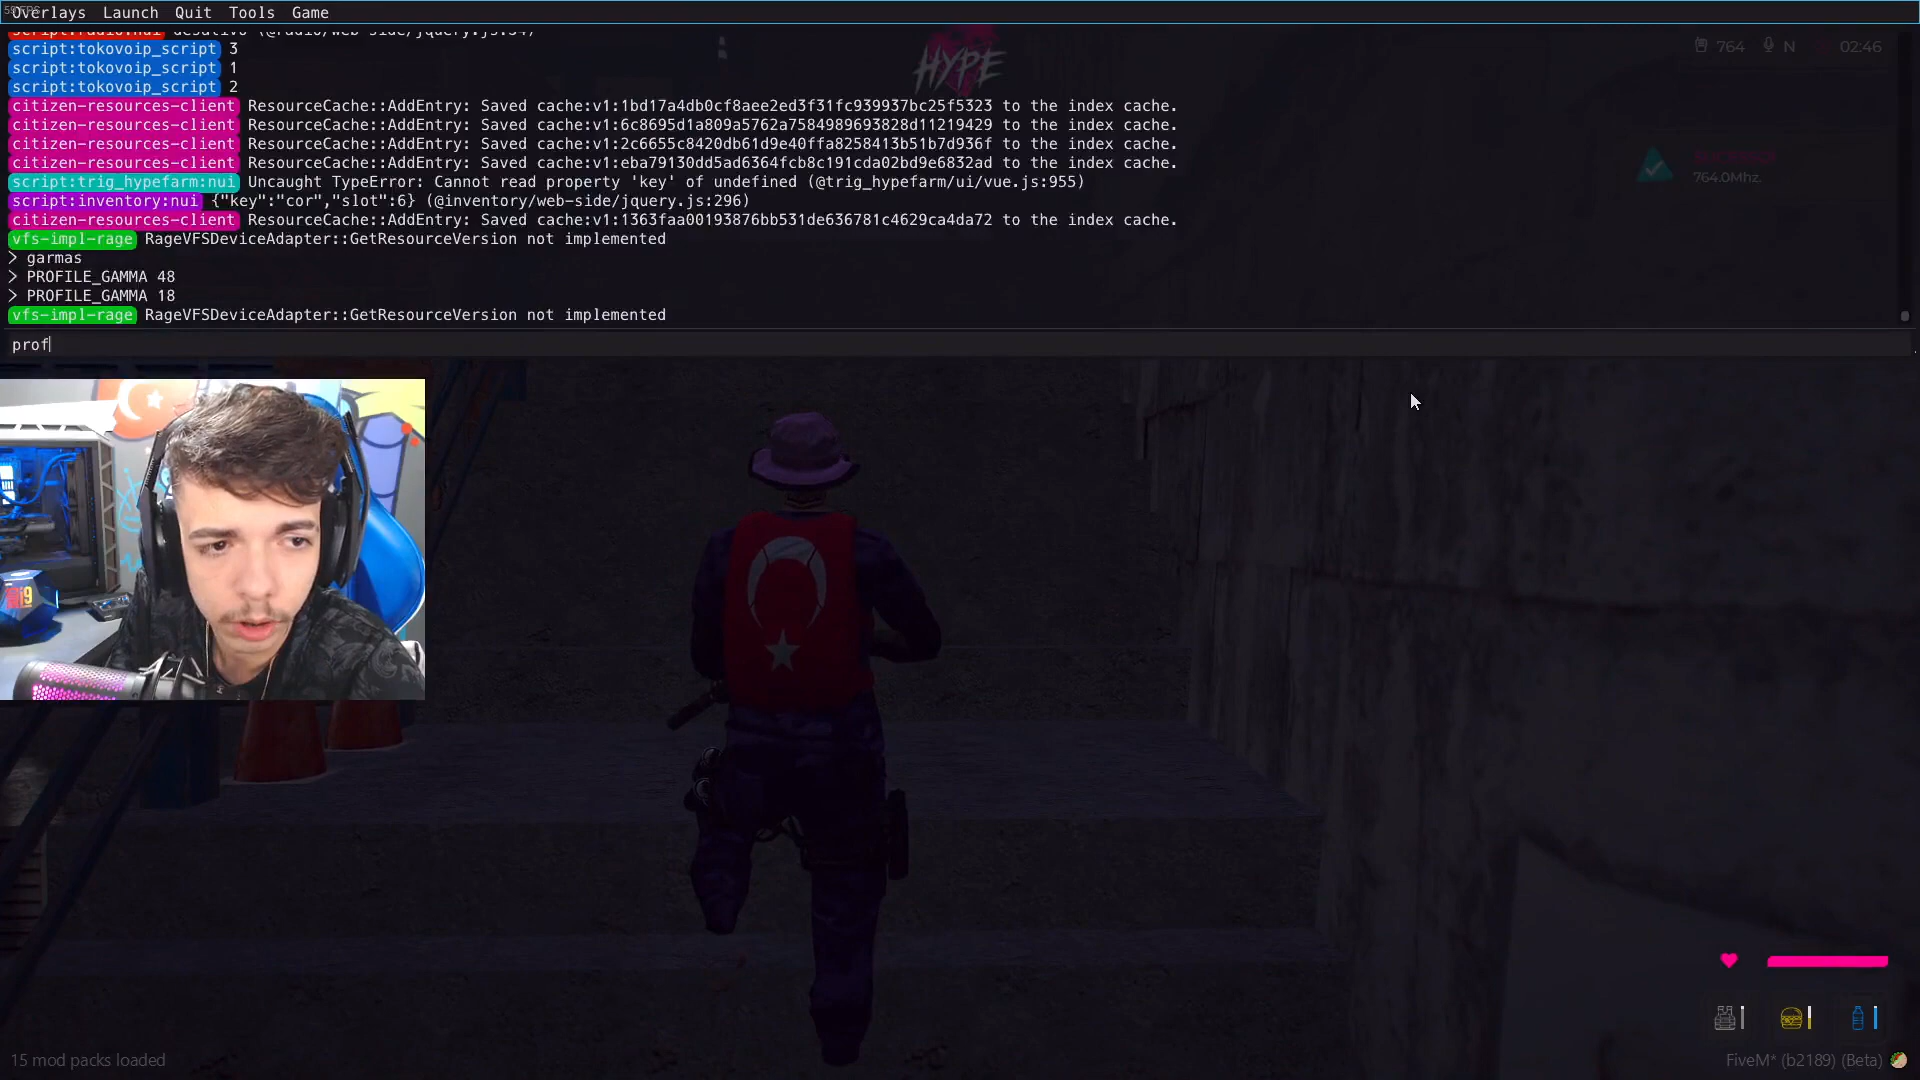 Overlays Launch Quit Tools Game
script:tokovoip_script 3
script:tokovoip_script 1
script:tokovoip_script 2
citizen-resources-client ResourceCache::AddEntry: Saved cache:v1:1bd17a4db0cf8aee2ed3f31fc939937bc25f5323 to the index cache.
citizen-resources-client ResourceCache::AddEntry: Saved cache:v1:6c8695d1a809a5762a7584989693828d11219429 to the index cache.
citizen-resources-client ResourceCache::AddEntry: Saved cache:v1:2c6655c8420db61d9e40ffa8258413b51b7d936f to the index cache.
citizen-resources-client ResourceCache::AddEntry: Saved cache:v1:eba79130dd5ad6364fcb8c191cda02bd9e6832ad to the index cache.
script:trig_hypefarm:nui Uncaught TypeError: Cannot read property 'key' of undefined (@trig_hypefarm/ui/vue.js:955)
script:inventory:nui {"key":"cor","slot":6} (@inventory/web-side/jquery.js:296)
citizen-resources-client ResourceCache::AddEntry: Saved cache:v1:1363faa00193876bb531de636781c4629ca4da72 to the index cache.
vfs-impl-rage RageVFSDeviceAdapter::GetResourceVersion not implemented
> garmas
> PROFILE_GAMMA 48
> PROFILE_GAMMA 18
vfs-impl-rage RageVFSDeviceAdapter::GetResourceVersion not implemented
prof
HYPE
764 N 02:46
764.0Mhz.
i9
15 mod packs loaded
FiveM* (b2189) (Beta)